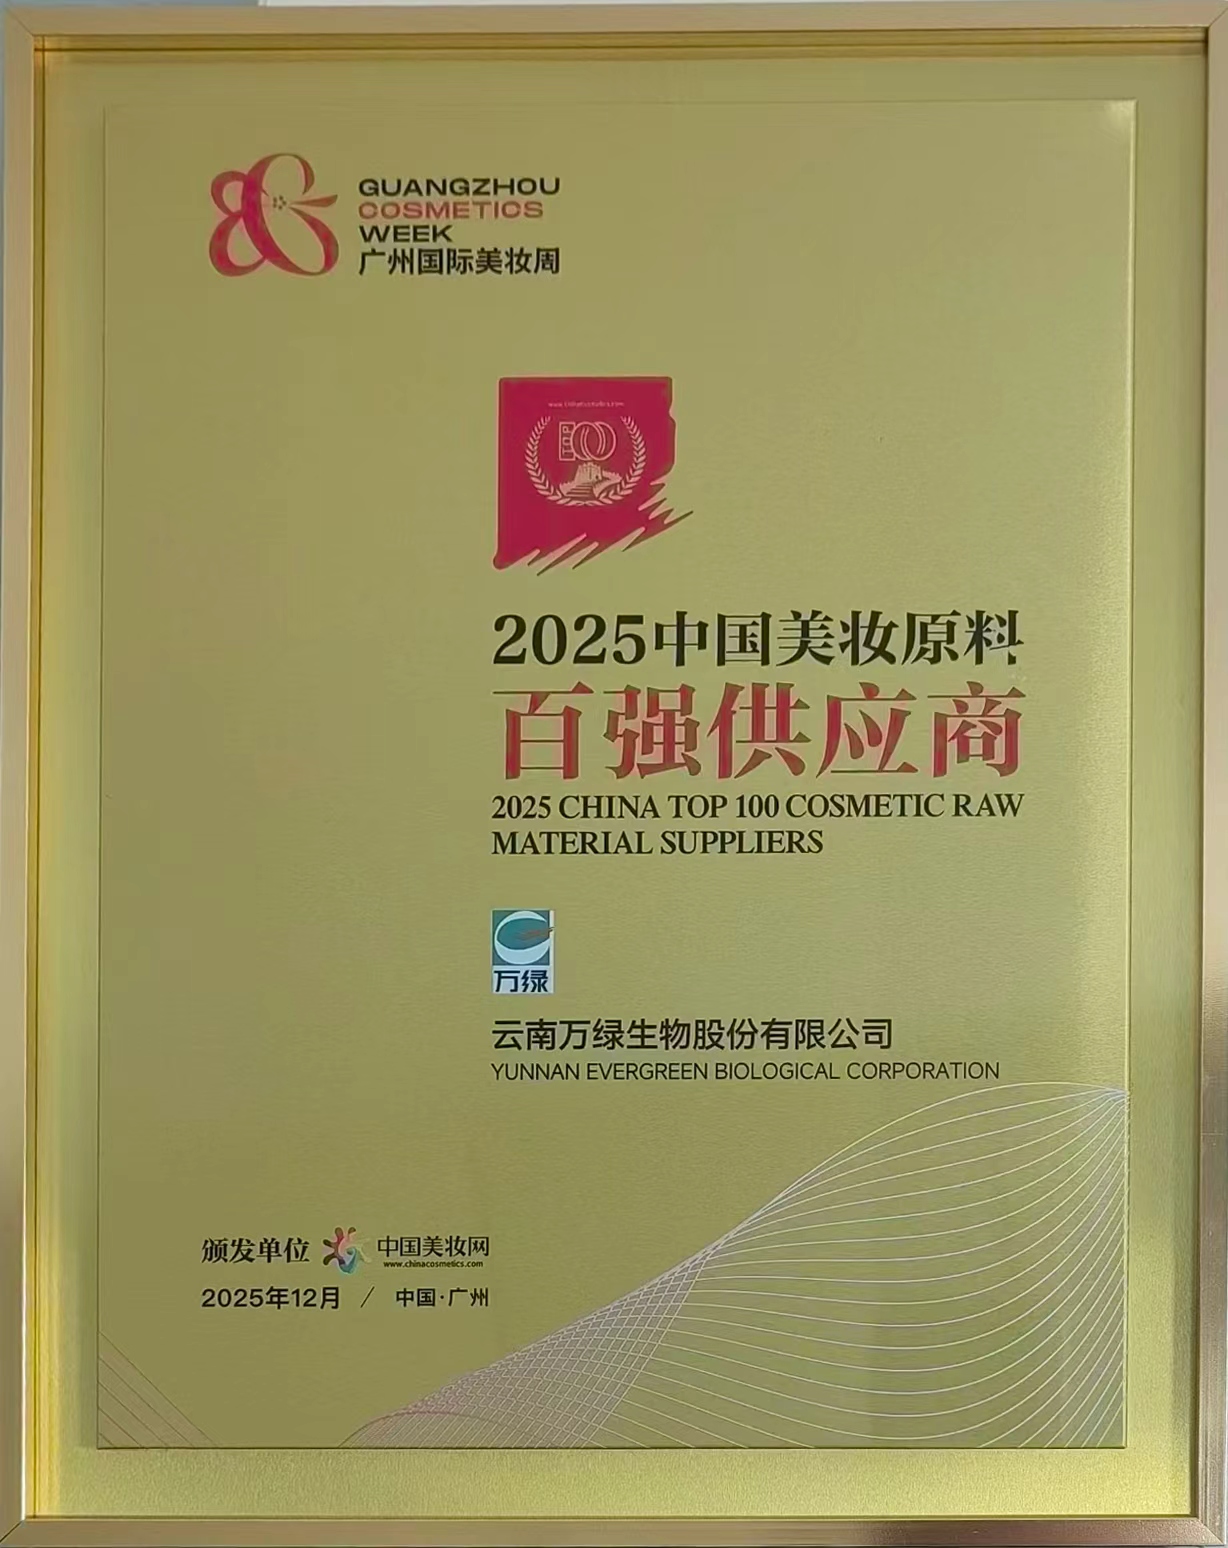 GUANGZHOU
COSMETICS
WEEK
广州国际美妆周
TOP 100
2025中国美妆原料
百强供应商
2025 CHINA TOP 100 COSMETIC RAW
MATERIAL SUPPLIERS
万绿
云南万绿生物股份有限公司
YUNNAN EVERGREEN BIOLOGICAL CORPORATION
颁发单位 中国美妆网
www.chinacosmetics.com
2025年12月 / 中国·广州